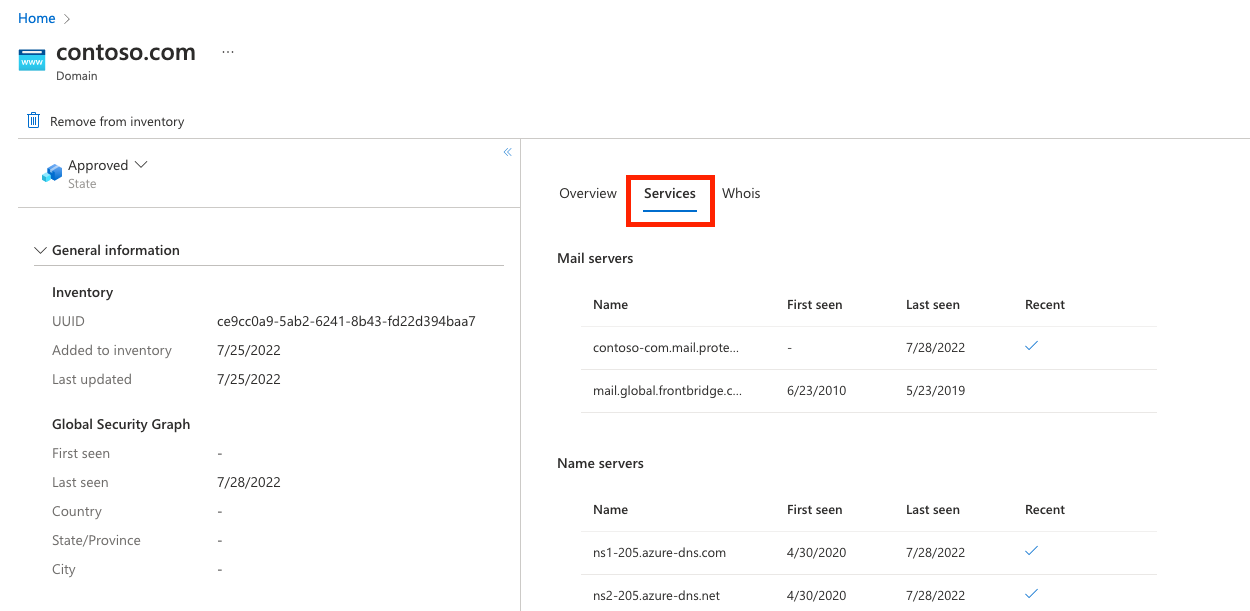 Home
contoso.com ...
www
Domain
Remove from inventory
Approved
State
General information
Inventory
UUID ce9cc0a9-5ab2-6241-8b43-fd22d394baa7
Added to inventory 7/25/2022
Last updated 7/25/2022
Global Security Graph
First seen -
Last seen 7/28/2022
Country -
State/Province -
City -
Overview Services Whois
Mail servers
Name First seen Last seen Recent
contoso-com.mail.prote... - 7/28/2022
mail.global.frontbridge.c... 6/23/2010 5/23/2019
Name servers
Name First seen Last seen Recent
ns1-205.azure-dns.com 4/30/2020 7/28/2022
ns2-205.azure-dns.net 4/30/2020 7/28/2022